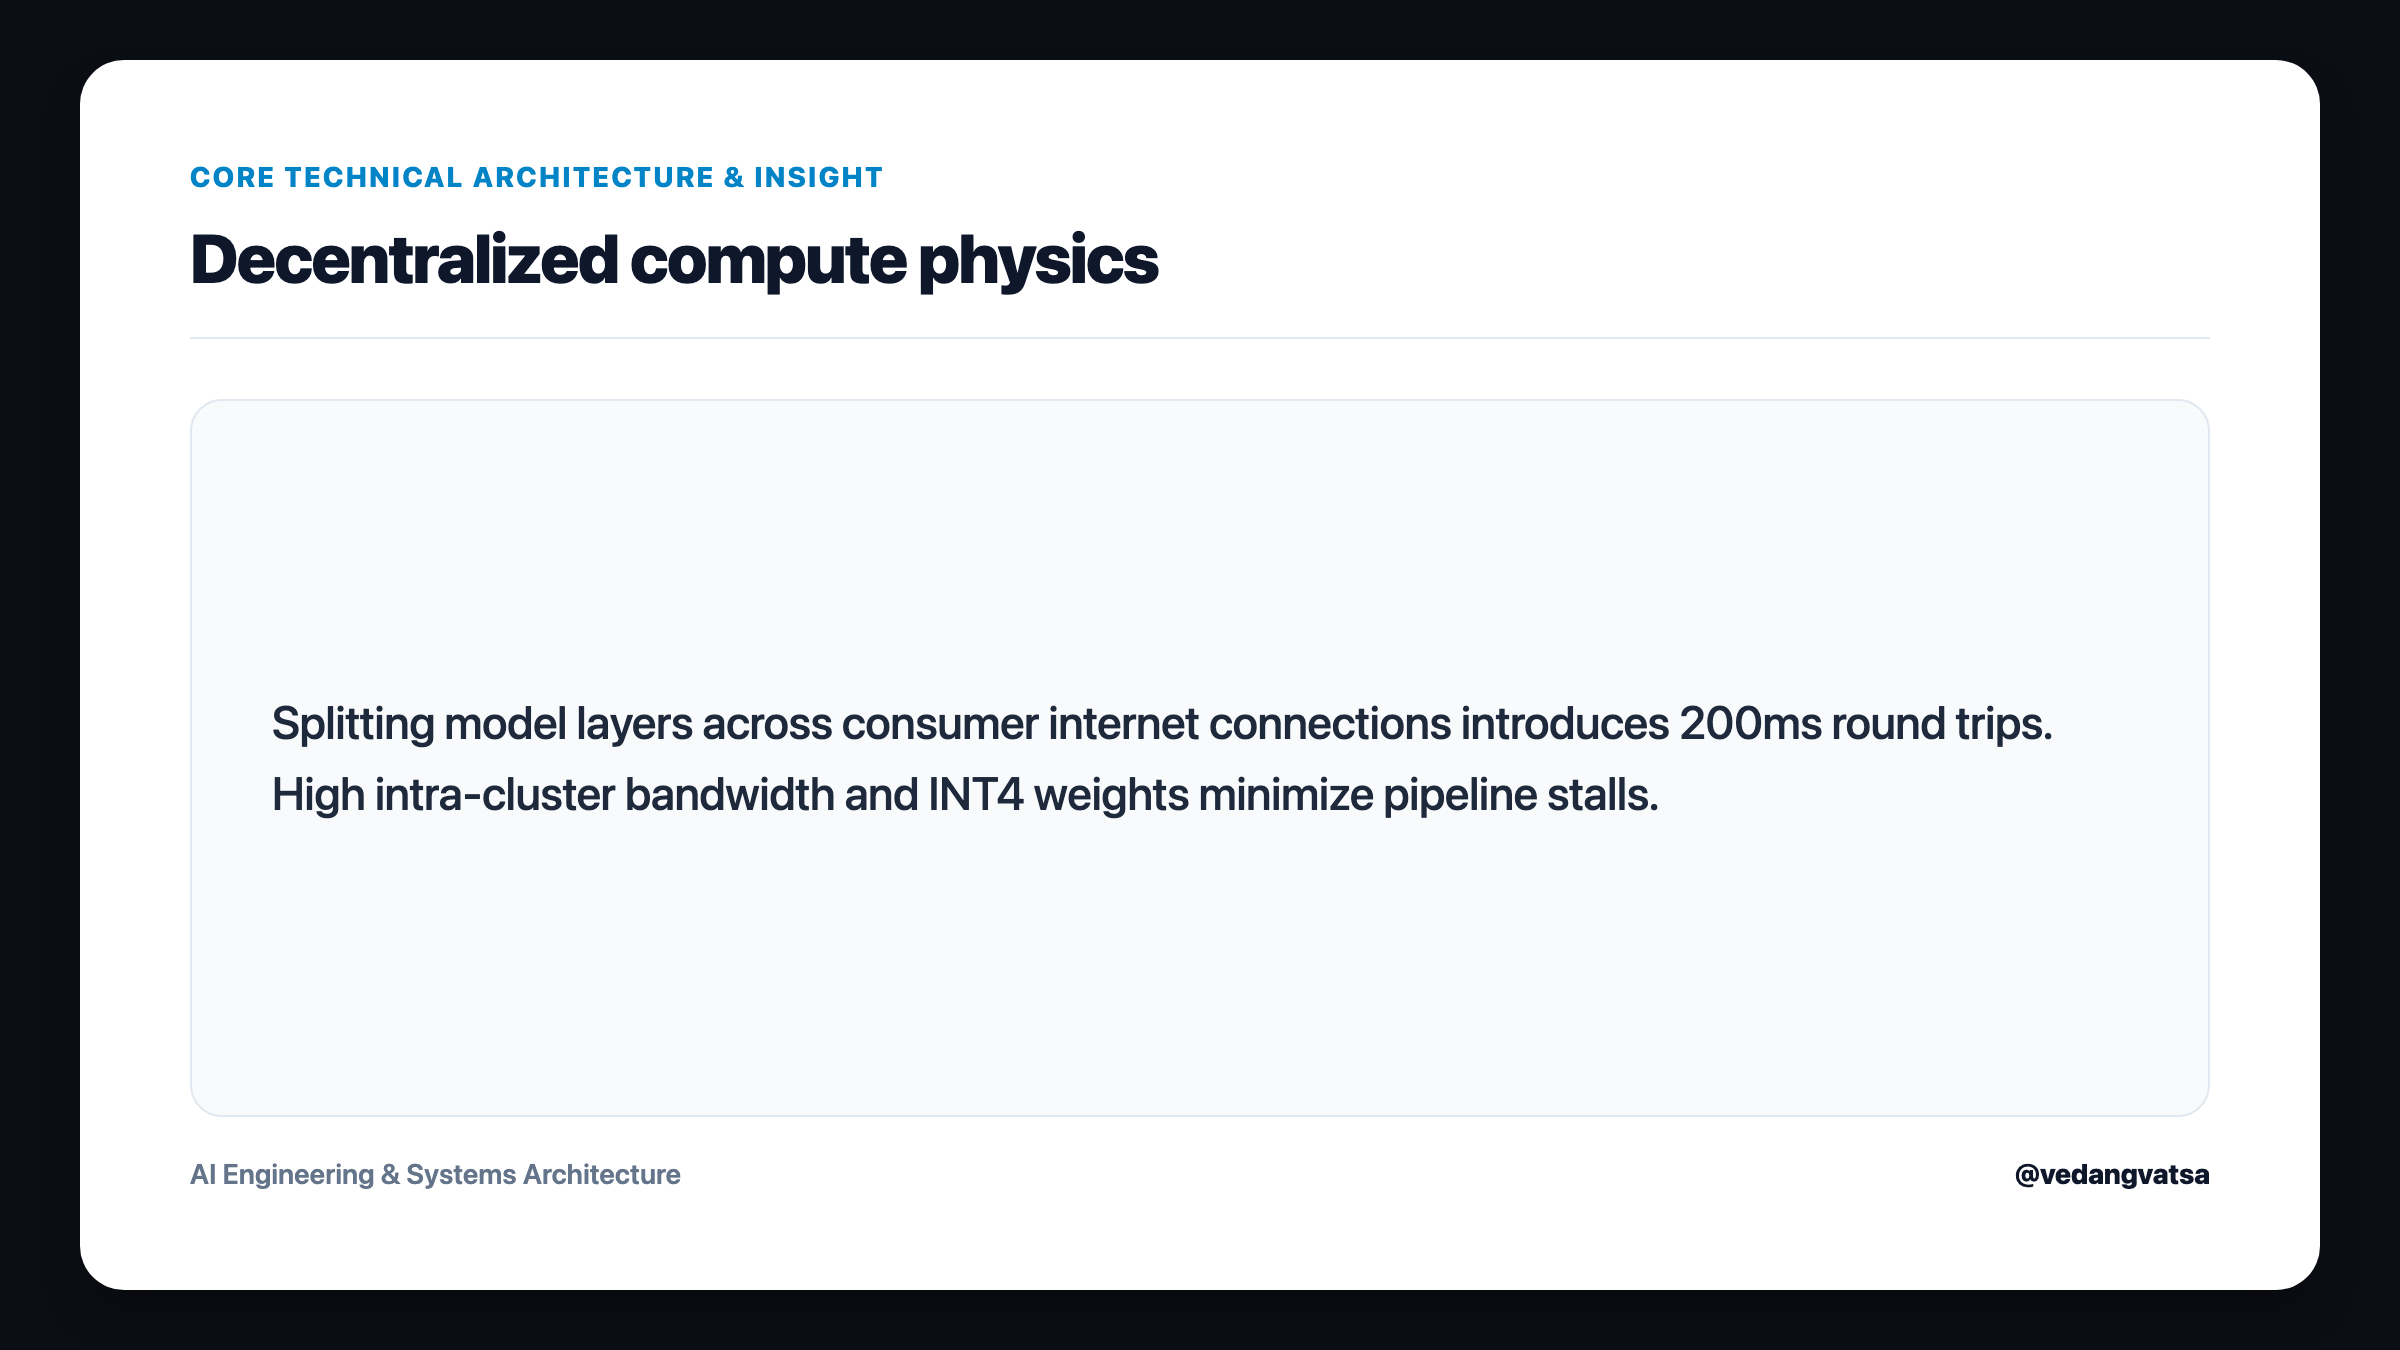 CORE TECHNICAL ARCHITECTURE & INSIGHT
Decentralized compute physics
Splitting model layers across consumer internet connections introduces 200ms round trips.
High intra-cluster bandwidth and INT4 weights minimize pipeline stalls.
AI Engineering & Systems Architecture
@vedangvatsa